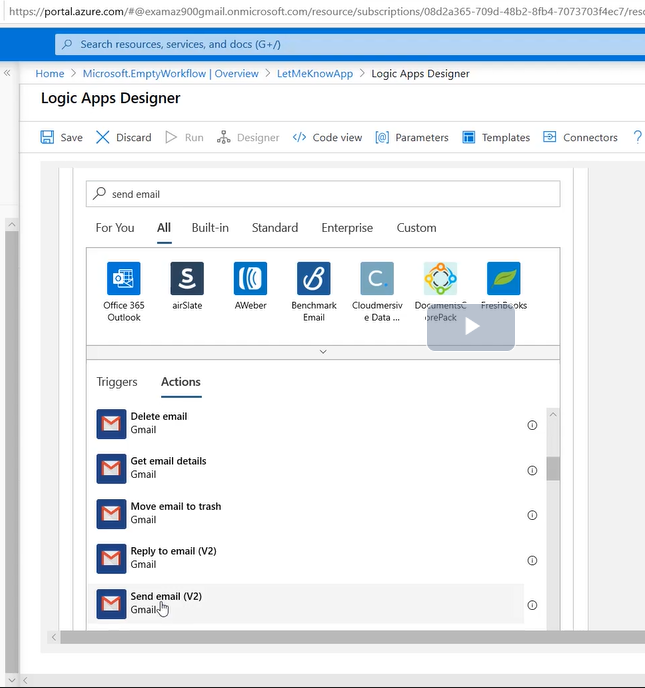 https://portal.azure.com/#@examaz900gmail.onmicrosoft.com/resource/subscriptions/08d2a365-709d-48b2-8fb4-7073703f4ec7/reso
Search resources, services, and docs (G+/)
Home > Microsoft.EmptyWorkflow | Overview > LetMeKnowApp > Logic Apps Designer
Logic Apps Designer
Save Discard Run Designer Code view Parameters Templates Connectors ?
send email
For You All Built-in Standard Enterprise Custom
Office 365 airSlate AWeber Benchmark Cloudmersiv DocumentsC FreshBooks
Outlook Email e Data ... orePack
Triggers Actions
Delete email
Gmail
Get email details
Gmail
Move email to trash
Gmail
Reply to email (V2)
Gmail
Send email (V2)
Gmail